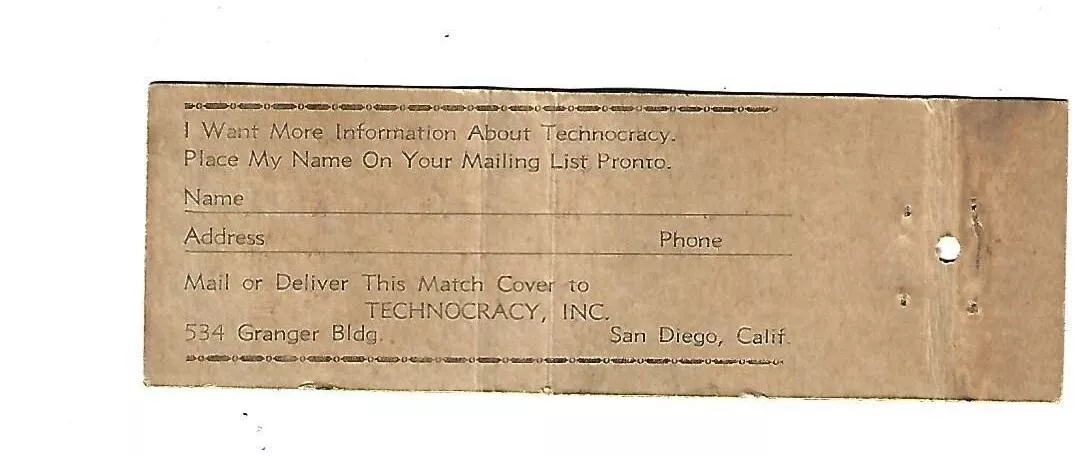 I Want More Information About Technocracy.
Place My Name On Your Mailing List Pronto.
Name
Address Phone
Mail or Deliver This Match Cover to
TECHNOCRACY, INC.
534 Granger Bldg. San Diego, Calif.